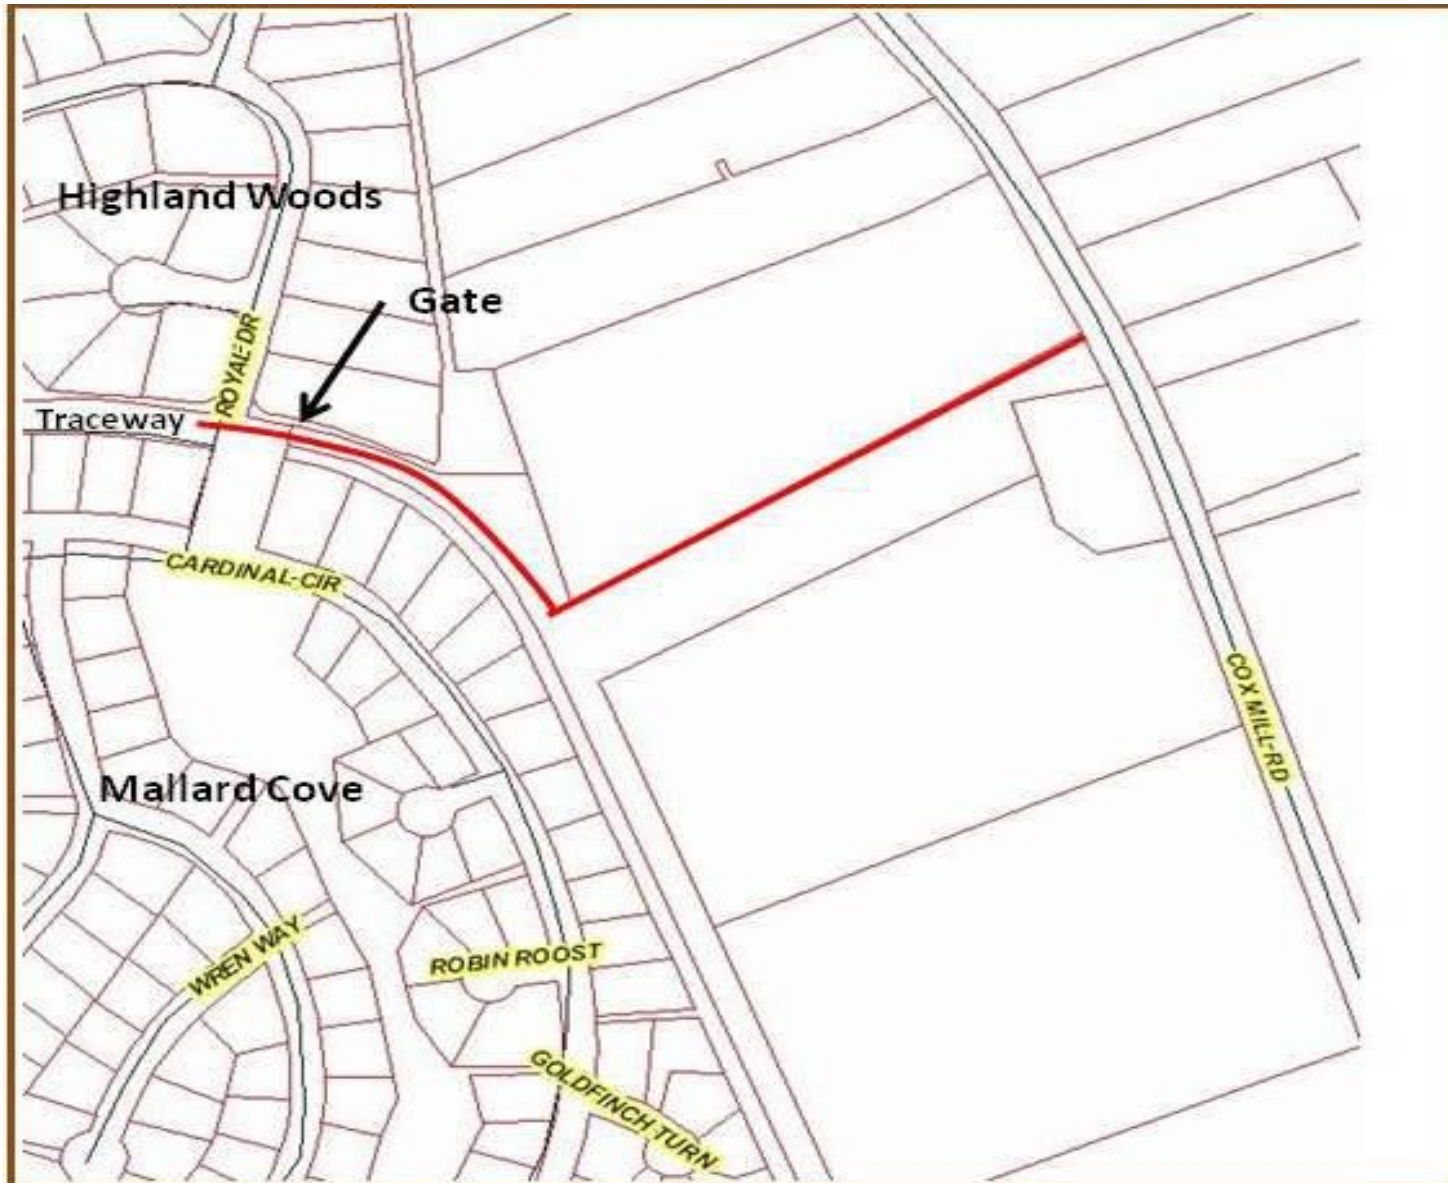 Highland Woods
Gate
ROYAL-DR
Traceway
CARDINAL-CIR
COX MILL-RD
Mallard Cove
WREN WAY
ROBIN ROOST
GOLDFINCH TURN